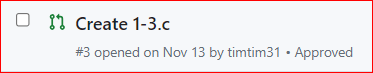 Create 1-3.c
#3 opened on Nov 13 by timtim31 • Approved